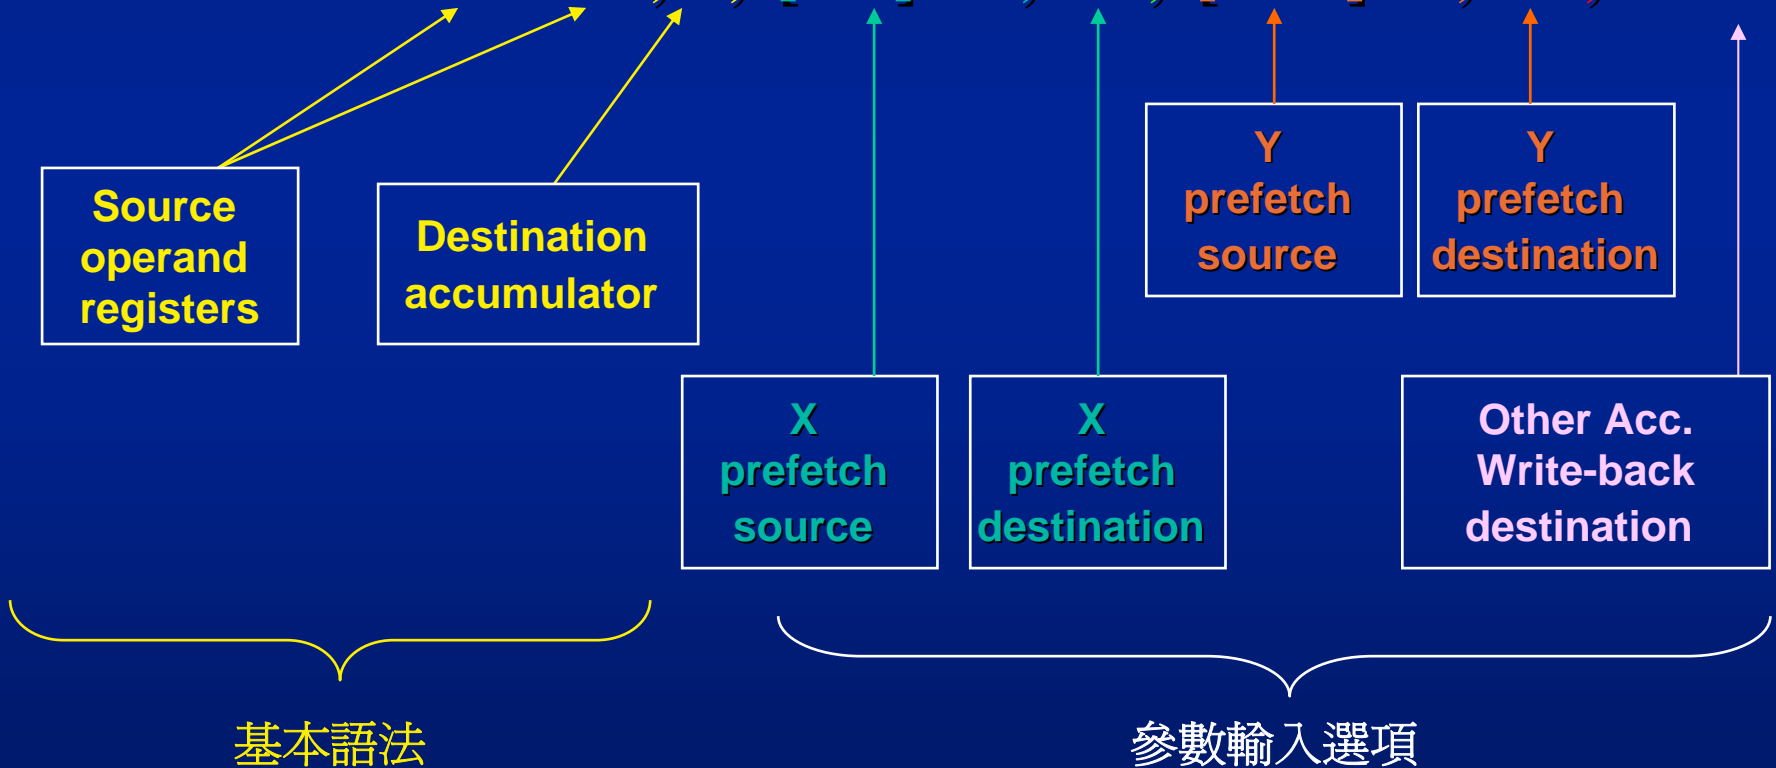 Source
operand
registers
Destination
accumulator
X
prefetch
source
X
prefetch
destination
Y
prefetch
source
Y
prefetch
destination
Other Acc.
Write-back
destination
基本語法
參數輸入選項